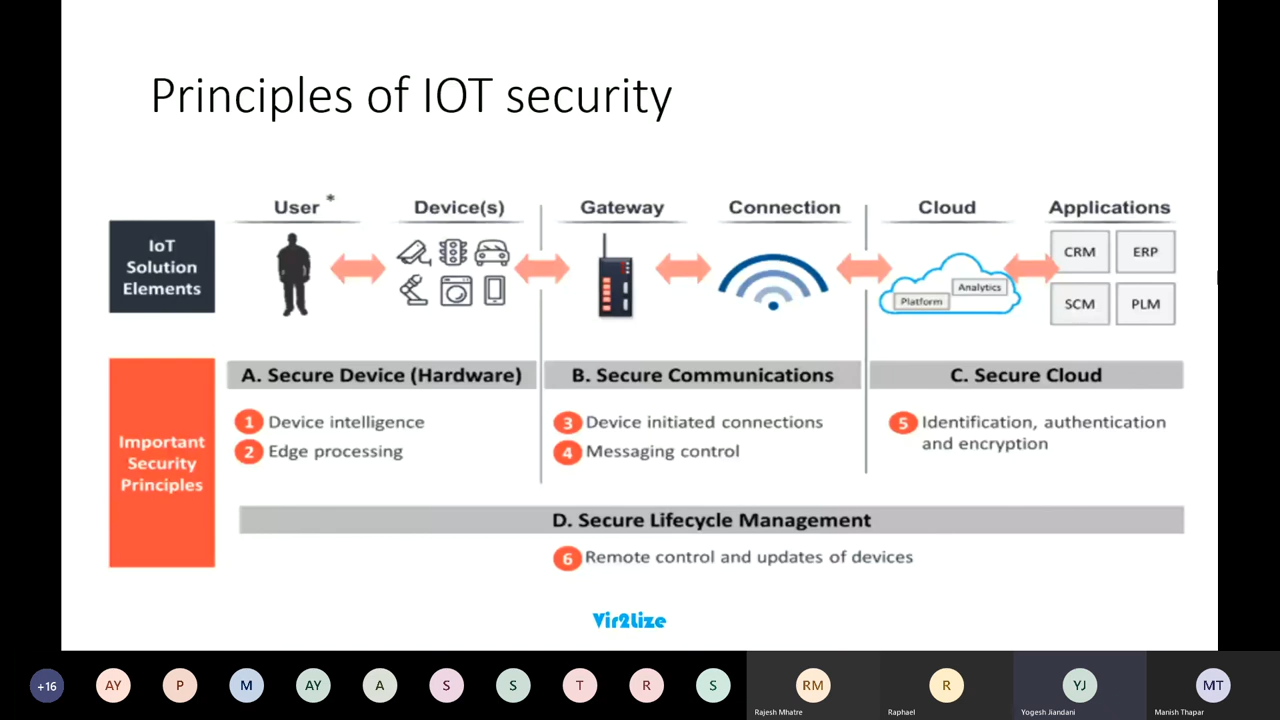 Principles of IOT security
User *
Device(s)
Gateway
Connection
Cloud
Applications
IoT
Solution
Elements
Platform
Analytics
CRM
ERP
SCM
PLM
Important
Security
Principles
A. Secure Device (Hardware)
1 Device intelligence
2 Edge processing
B. Secure Communications
3 Device initiated connections
4 Messaging control
C. Secure Cloud
5 Identification, authentication
and encryption
D. Secure Lifecycle Management
6 Remote control and updates of devices
Vir2Lize
+16
AY
P
M
AY
A
S
S
T
R
S
RM
Rajesh Mhatre
R
Raphael
YJ
Yogesh Jiandani
MT
Manish Thapar